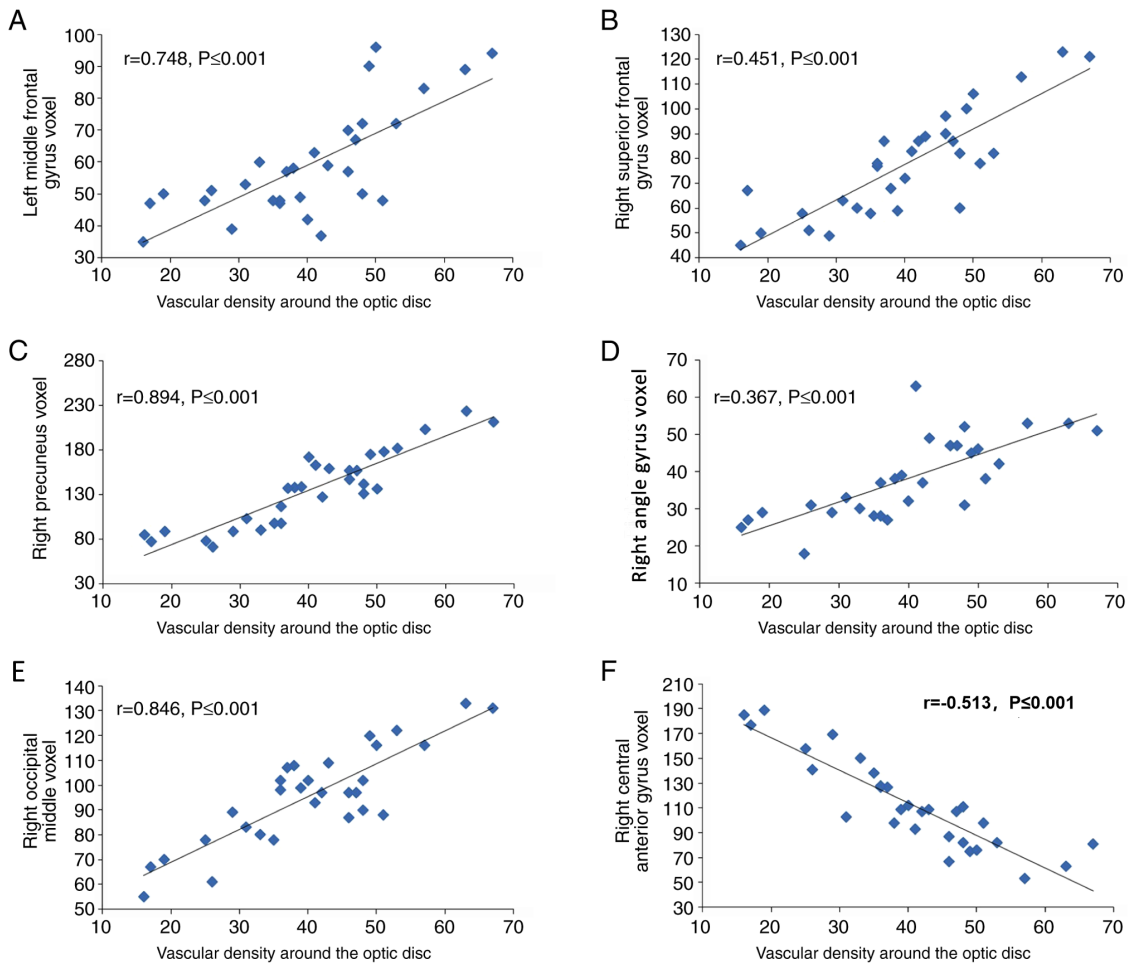 A
r=0.748, P≤0.001
Left middle frontal
gyrus voxel
100
90
80
70
60
50
40
30
10 20 30 40 50 60 70
Vascular density around the optic disc
B
r=0.451, P≤0.001
Right superior frontal
gyrus voxel
130
120
110
100
90
80
70
60
50
40
10 20 30 40 50 60 70
Vascular density around the optic disc
C
r=0.894, P≤0.001
Right precuneus voxel
280
230
180
130
80
30
10 20 30 40 50 60 70
Vascular density around the optic disc
D
r=0.367, P≤0.001
Right angle gyrus voxel
70
60
50
40
30
20
10
10 20 30 40 50 60 70
Vascular density around the optic disc
E
r=0.846, P≤0.001
Right occipital
middle voxel
140
130
120
110
100
90
80
70
60
50
10 20 30 40 50 60 70
Vascular density around the optic disc
F
r=-0.513, P≤0.001
Right central
anterior gyrus voxel
210
190
170
150
130
110
90
70
50
30
10 20 30 40 50 60 70
Vascular density around the optic disc